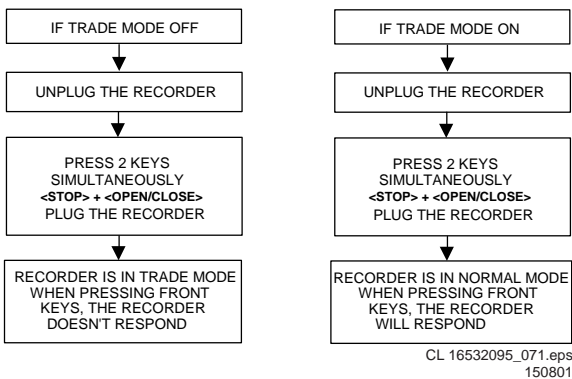 IF TRADE MODE OFF
UNPLUG THE RECORDER
PRESS 2 KEYS
SIMULTANEOUSLY
<STOP> + <OPEN/CLOSE>
PLUG THE RECORDER
RECORDER IS IN TRADE MODE
WHEN PRESSING FRONT
KEYS, THE RECORDER
DOESN'T RESPOND
IF TRADE MODE ON
UNPLUG THE RECORDER
PRESS 2 KEYS
SIMULTANEOUSLY
<STOP> + <OPEN/CLOSE>
PLUG THE RECORDER
RECORDER IS IN NORMAL MODE
WHEN PRESSING FRONT
KEYS, THE RECORDER
WILL RESPOND
CL 16532095_071.eps
150801